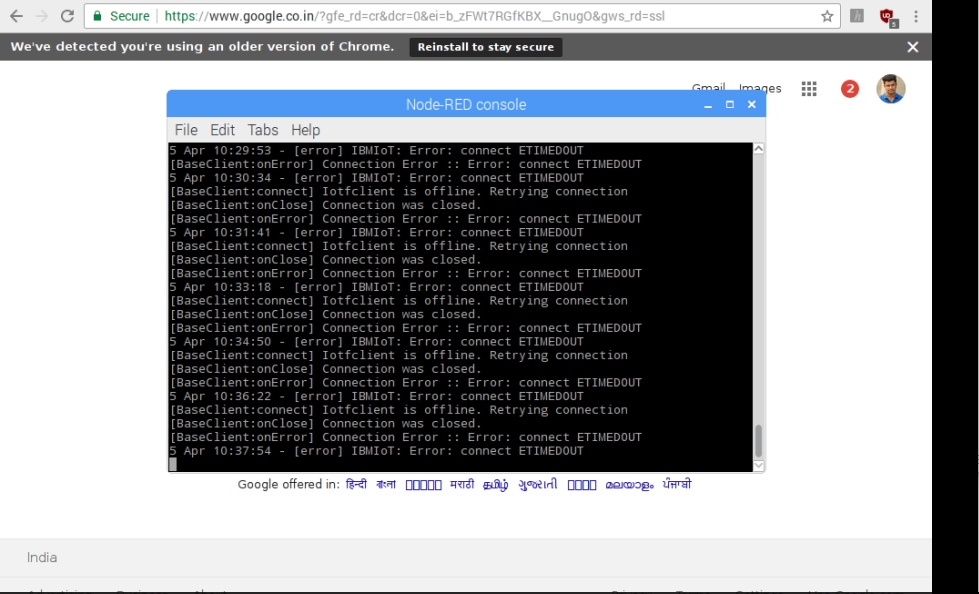 Secure https://www.google.co.in/?gfe_rd=cr&dcr=0&ei=b_zFWt7RGfKBX__GnugO&gws_rd=ssl
We've detected you're using an older version of Chrome. Reinstall to stay secure
Gmail Images 2
Node-RED console
File Edit Tabs Help
5 Apr 10:29:53 - [error] IBMIoT: Error: connect ETIMEDOUT
[BaseClient:onError] Connection Error :: Error: connect ETIMEDOUT
5 Apr 10:30:34 - [error] IBMIoT: Error: connect ETIMEDOUT
[BaseClient:connect] Iotfclient is offline. Retrying connection
[BaseClient:onClose] Connection was closed.
[BaseClient:onError] Connection Error :: Error: connect ETIMEDOUT
5 Apr 10:31:41 - [error] IBMIoT: Error: connect ETIMEDOUT
[BaseClient:connect] Iotfclient is offline. Retrying connection
[BaseClient:onClose] Connection was closed.
[BaseClient:onError] Connection Error :: Error: connect ETIMEDOUT
5 Apr 10:33:18 - [error] IBMIoT: Error: connect ETIMEDOUT
[BaseClient:connect] Iotfclient is offline. Retrying connection
[BaseClient:onClose] Connection was closed.
[BaseClient:onError] Connection Error :: Error: connect ETIMEDOUT
5 Apr 10:34:50 - [error] IBMIoT: Error: connect ETIMEDOUT
[BaseClient:connect] Iotfclient is offline. Retrying connection
[BaseClient:onClose] Connection was closed.
[BaseClient:onError] Connection Error :: Error: connect ETIMEDOUT
5 Apr 10:36:22 - [error] IBMIoT: Error: connect ETIMEDOUT
[BaseClient:connect] Iotfclient is offline. Retrying connection
[BaseClient:onClose] Connection was closed.
[BaseClient:onError] Connection Error :: Error: connect ETIMEDOUT
5 Apr 10:37:54 - [error] IBMIoT: Error: connect ETIMEDOUT
Google offered in: हिन्दी বাংলা मराठी தமிழ் ગુજરાતી മലയാളം ਪੰਜਾਬੀ
India